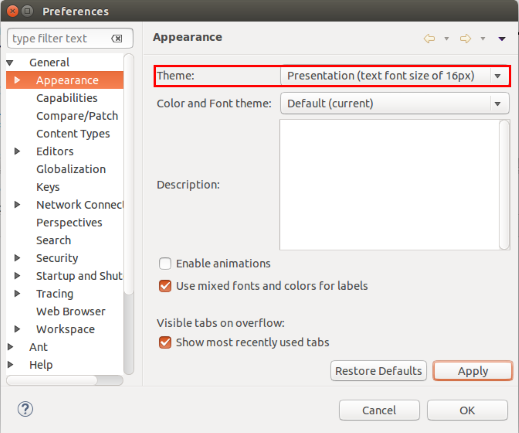 Preferences
type filter text
Appearance
General
Appearance
Capabilities
Compare/Patch
Content Types
Editors
Globalization
Keys
Network Connect
Perspectives
Search
Security
Startup and Shut
Tracing
Web Browser
Workspace
Ant
Help
Theme: Presentation (text font size of 16px)
Color and Font theme: Default (current)
Description:
Enable animations
Use mixed fonts and colors for labels
Visible tabs on overflow:
Show most recently used tabs
Restore Defaults Apply
? Cancel OK